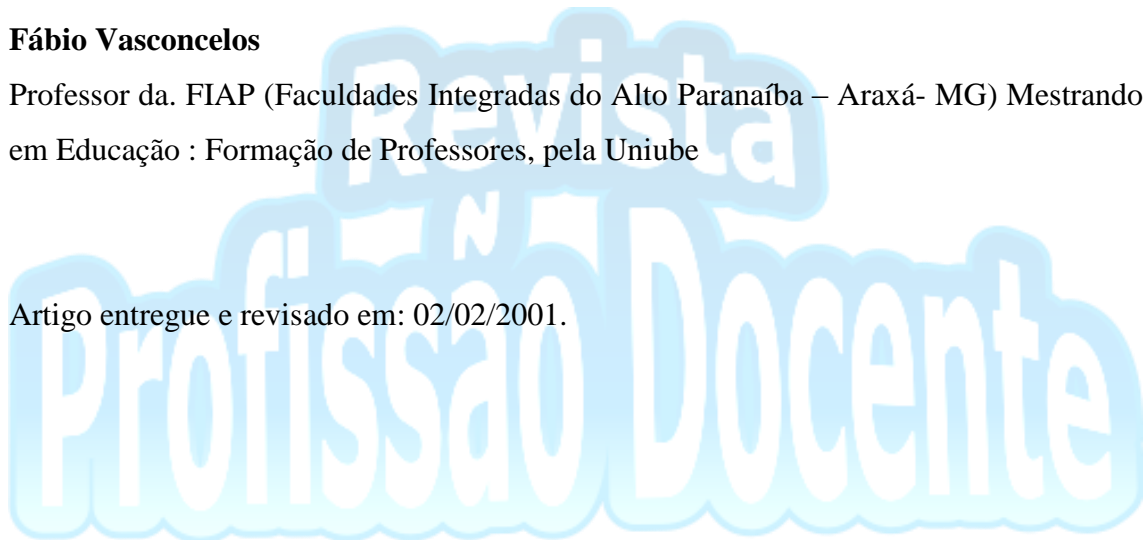 Fábio Vasconcelos
Professor da. FIAP (Faculdades Integradas do Alto Paranaíba – Araxá- MG) Mestrando
em Educação : Formação de Professores, pela Uniube
Revista
Artigo entregue e revisado em: 02/02/2001.
Profissão Docente